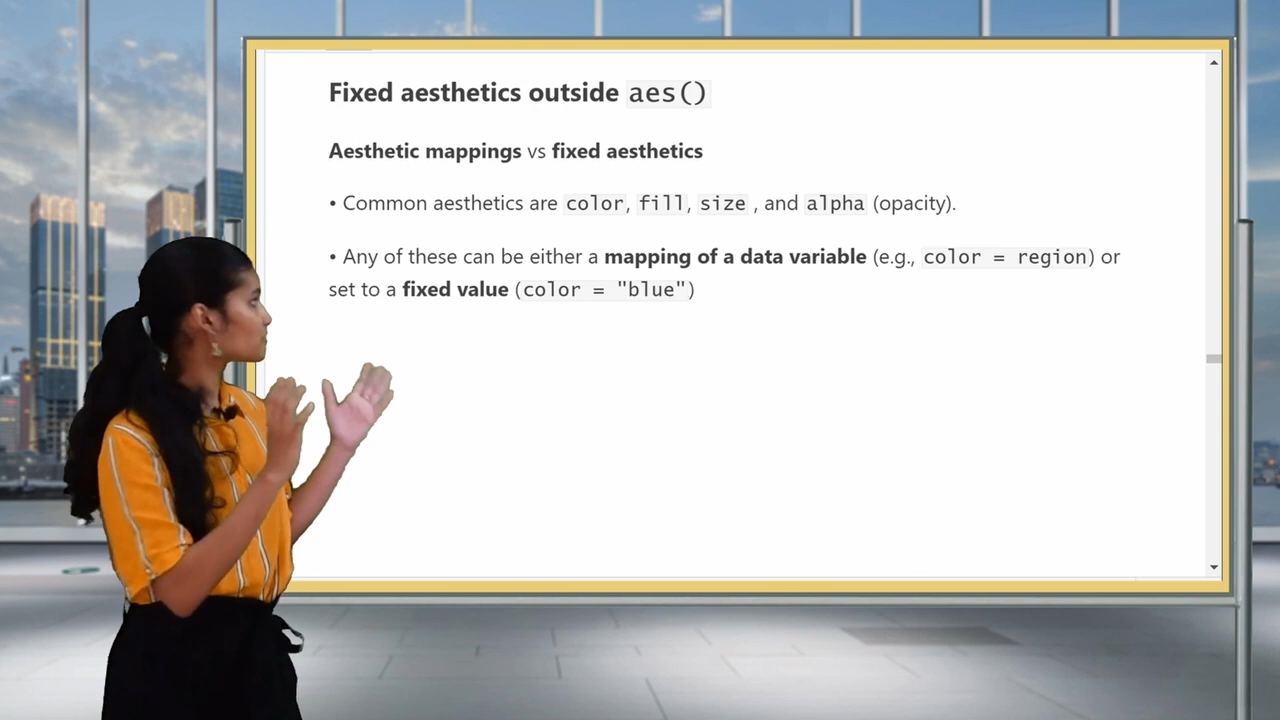 Fixed aesthetics outside aes()
Aesthetic mappings vs fixed aesthetics
• Common aesthetics are color, fill, size , and alpha (opacity).
• Any of these can be either a mapping of a data variable (e.g., color = region) or
set to a fixed value (color = "blue")